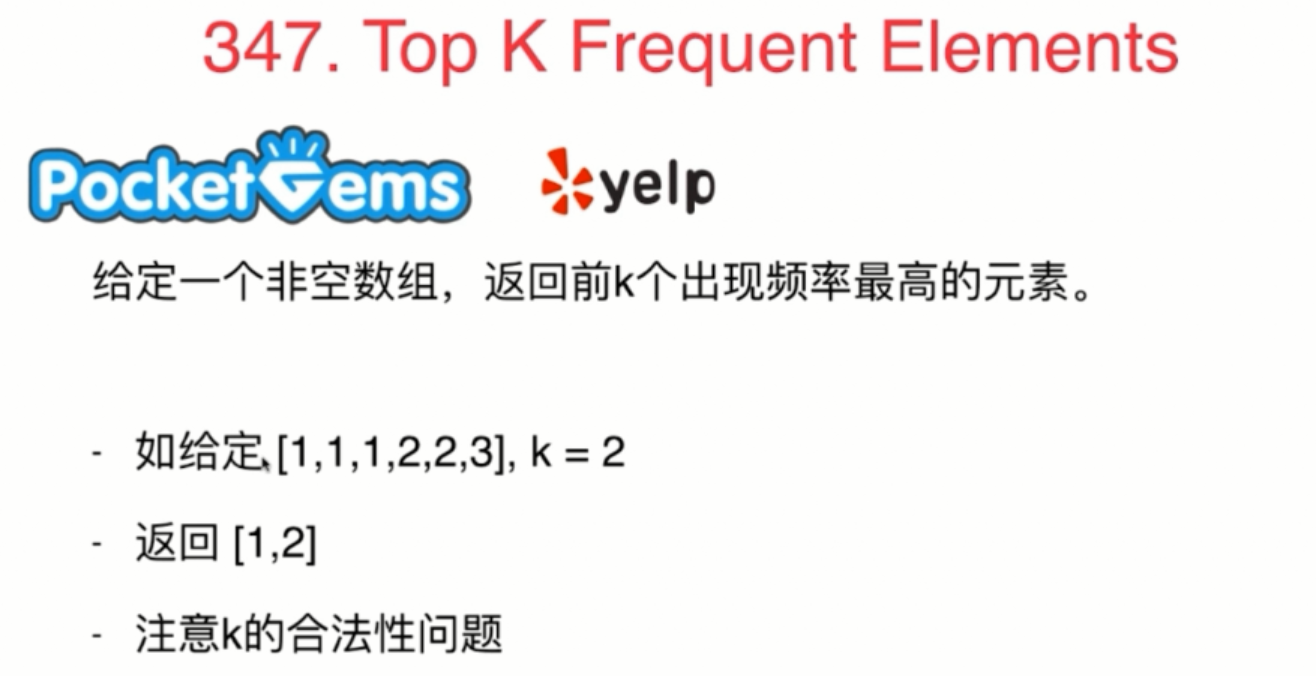 347. Top K Frequent Elements
PocketGems yelp
给定一个非空数组，返回前k个出现频率最高的元素。
- 如给定 [1,1,1,2,2,3], k = 2
- 返回 [1,2]
- 注意k的合法性问题